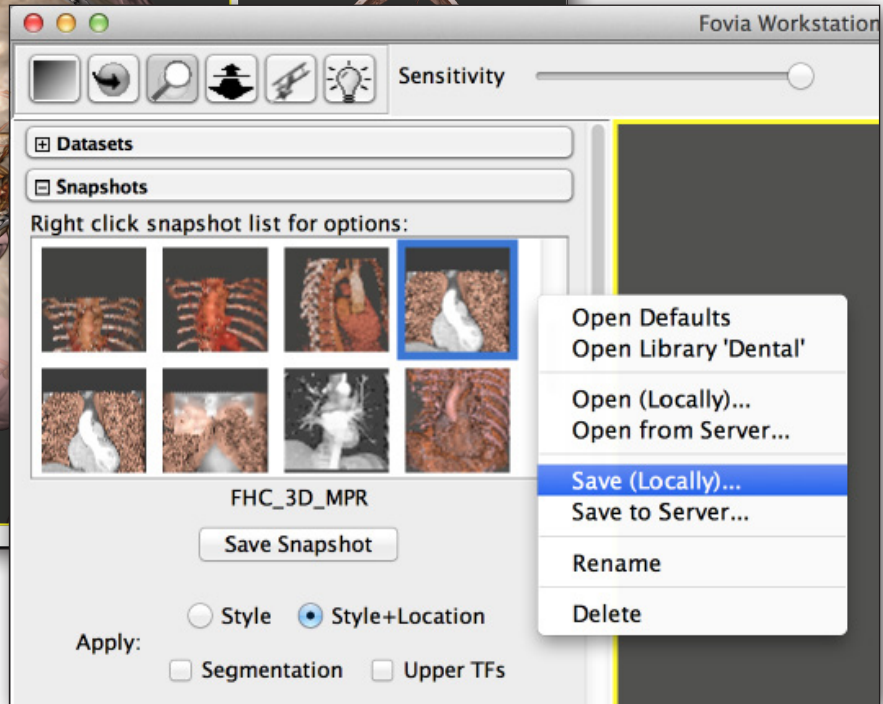 Fovia Workstation
Sensitivity
Datasets
Snapshots
Right click snapshot list for options:
Open Defaults
Open Library 'Dental'
Open (Locally)...
Open from Server...
Save (Locally)...
Save to Server...
Rename
Delete
FHC_3D_MPR
Save Snapshot
Apply:
Style
Style+Location
Segmentation
Upper TFs